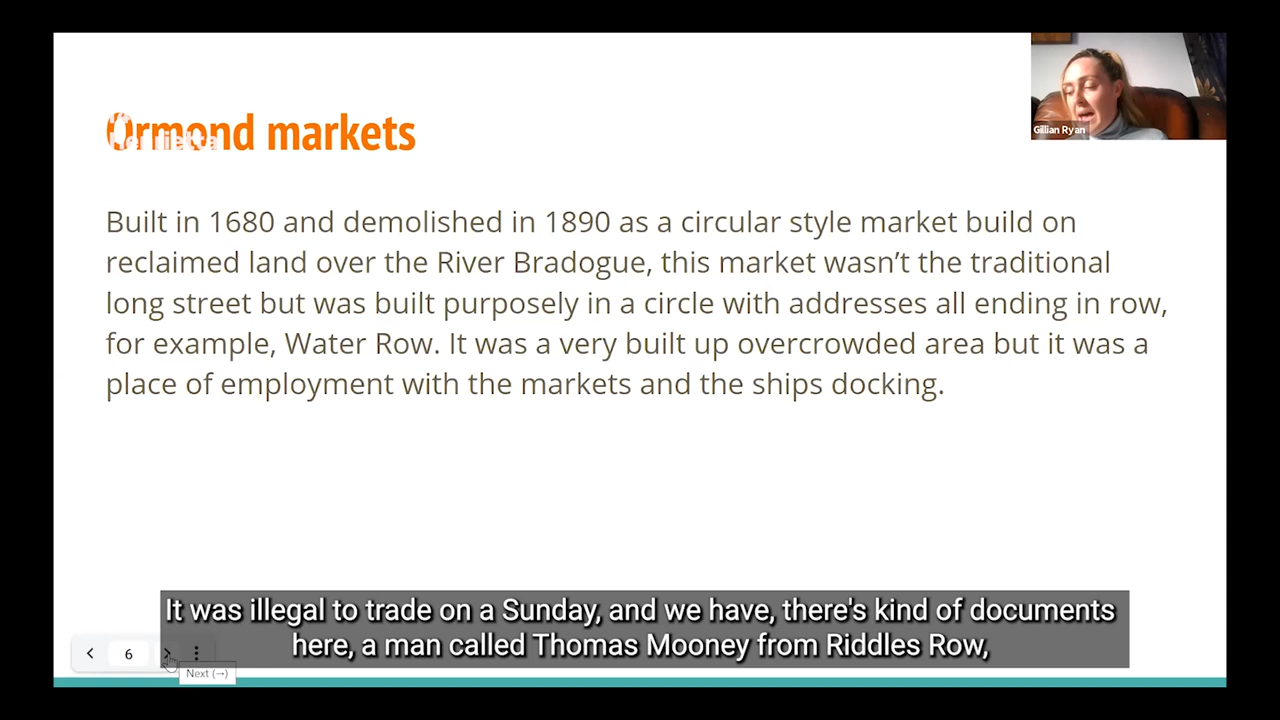 Ormond markets
Henrietta
Gillian Ryan
Built in 1680 and demolished in 1890 as a circular style market build on
reclaimed land over the River Bradogue, this market wasn't the traditional
long street but was built purposely in a circle with addresses all ending in row,
for example, Water Row. It was a very built up overcrowded area but it was a
place of employment with the markets and the ships docking.
It was illegal to trade on a Sunday, and we have, there's kind of documents
here, a man called Thomas Mooney from Riddles Row,
6
Next (→)